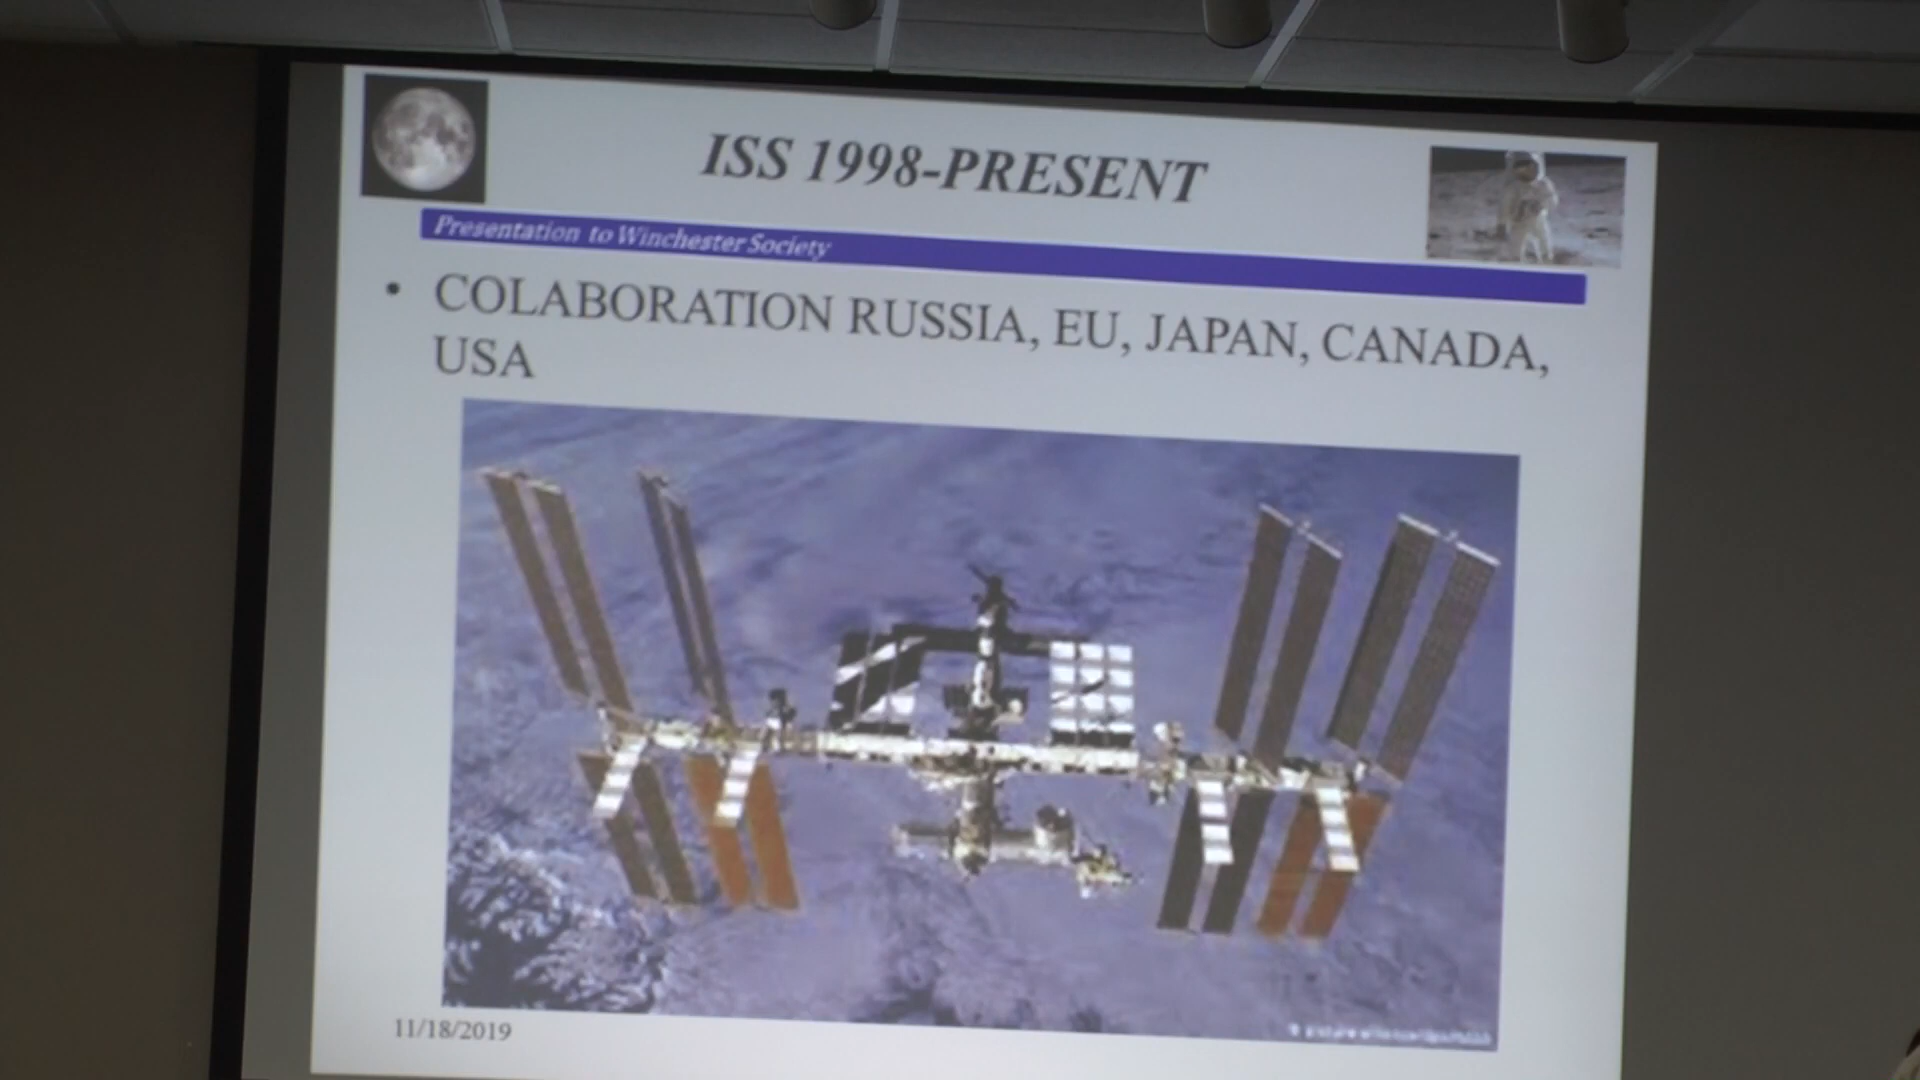 ISS 1998-PRESENT
Presentation to Winchester Society
• COLABORATION RUSSIA, EU, JAPAN, CANADA,
USA
11/18/2019